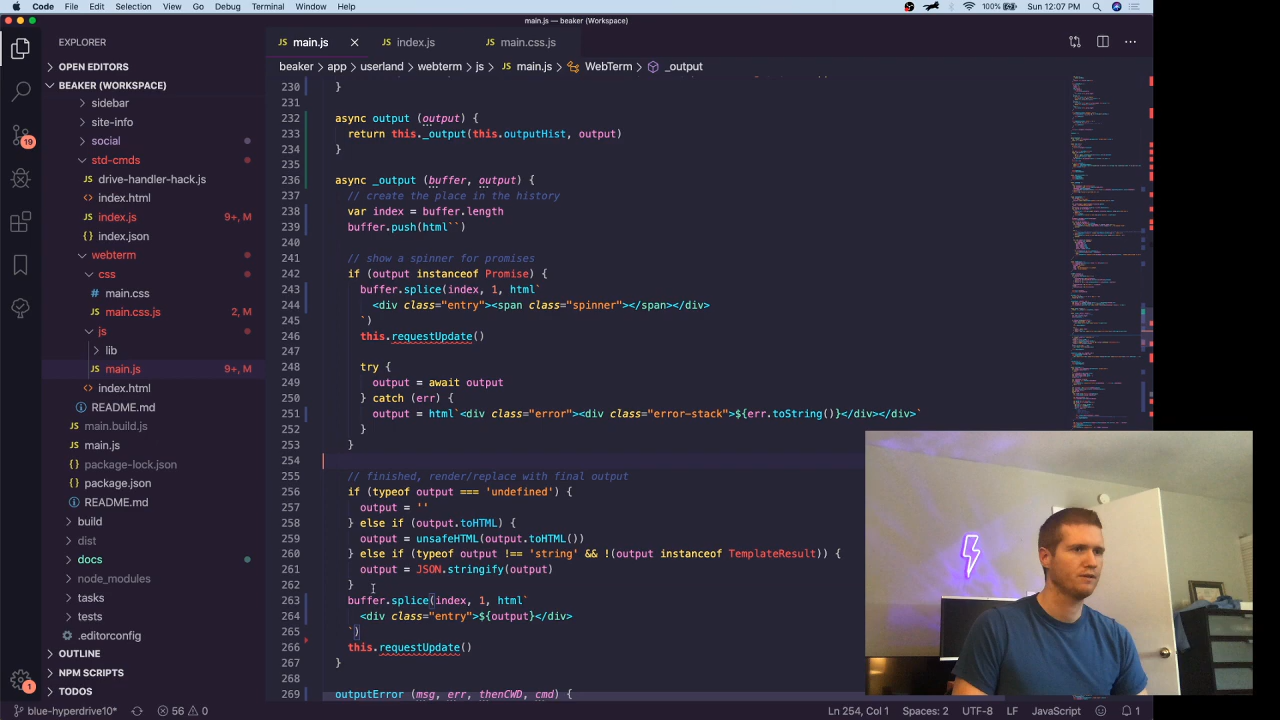 Code File Edit Selection View Go Debug Terminal Window Help 100% Sun 12:07 PM
main.js — beaker (Workspace)
EXPLORER
main.js
index.js
main.css.js
OPEN EDITORS
beaker > app > userland > webterm > js > main.js > WebTerm > _output
BEAKER (WORKSPACE)
sidebar
site-info
social
std-cmds
drive-handler-hack.js
index.html
index.js 9+, M
index.json
webterm
css
main.css
main.css.js 2, M
js
lib
main.js 9+, M
index.html
README.md
main.build.js
main.js
package-lock.json
package.json
README.md
build
dist
docs
node_modules
tasks
tests
.editorconfig
OUTLINE
NPM SCRIPTS
TODOS
19
1
230 }
231
232 async output (output) {
233 return this._output(this.outputHist, output)
234 }
235
236 async _output (buffer, output) {
237 // create the place in the history
238 var index = buffer.length
239 buffer.push(html``)
240
241 // show a spinner for promises
242 if (output instanceof Promise) {
243 buffer.splice(index, 1, html`
244 <div class="entry"><span class="spinner"></span></div>
245 `)
246 this.requestUpdate()
247
248 try {
249 output = await output
250 } catch (err) {
251 output = html`<div class="error"><div class="error-stack">${err.toString()}</div></div>`
252 }
253 }
254
255 // finished, render/replace with final output
256 if (typeof output === 'undefined') {
257 output = ''
258 } else if (output.toHTML) {
259 output = unsafeHTML(output.toHTML())
260 } else if (typeof output !== 'string' && !(output instanceof TemplateResult)) {
261 output = JSON.stringify(output)
262 }
263 buffer.splice(index, 1, html`
264 <div class="entry">${output}</div>
265 `)
266 this.requestUpdate()
267 }
268
269 outputError (msg, err, thenCWD, cmd) {
blue-hyperdrive10* 56 0 Ln 254, Col 1 Spaces: 2 UTF-8 LF JavaScript 1